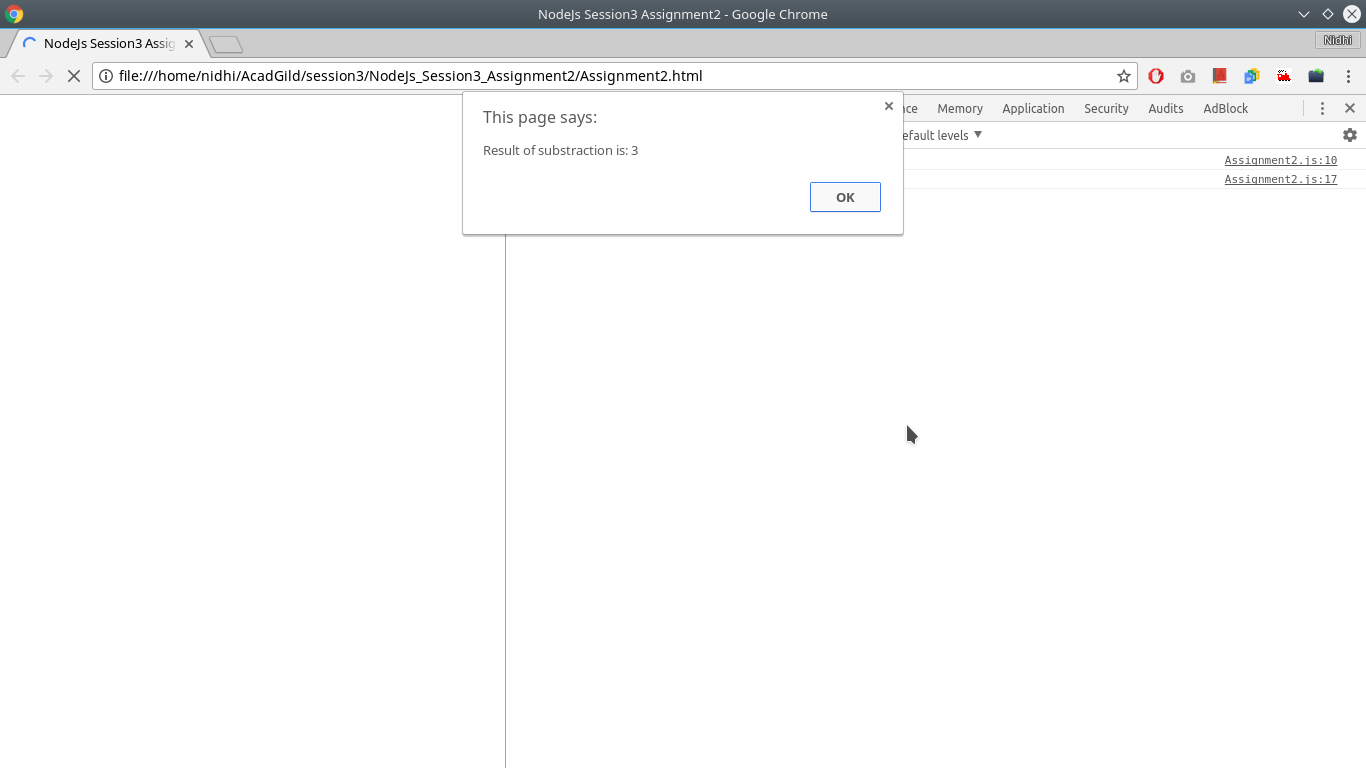 NodeJs Session3 Assignment2 - Google Chrome
NodeJs Session3 Assig
Nidhi
file:///home/nidhi/AcadGild/session3/NodeJs_Session3_Assignment2/Assignment2.html
nce Memory Application Security Audits AdBlock
This page says:
efault levels
Result of substraction is: 3
Assignment2.js:10
Assignment2.js:17
OK